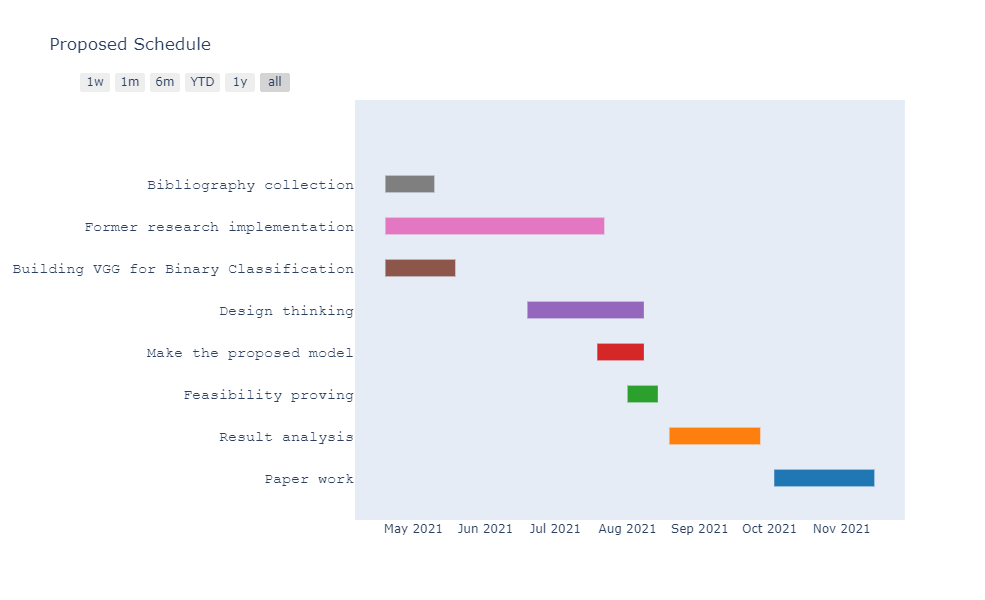 Proposed Schedule
1w 1m 6m YTD 1y all
Bibliography collection
Former research implementation
Building VGG for Binary Classification
Design thinking
Make the proposed model
Feasibility proving
Result analysis
Paper work
May 2021 Jun 2021 Jul 2021 Aug 2021 Sep 2021 Oct 2021 Nov 2021